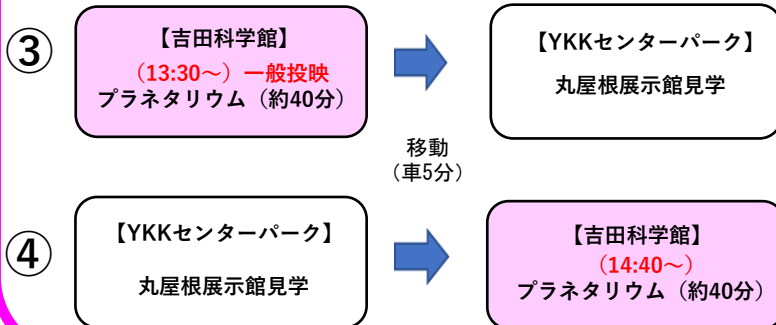 ③
【吉田科学館】
（13:30～）一般投映
プラネタリウム（約40分）
【YKKセンターパーク】
丸屋根展示館見学
移動
（車5分）
④
【YKKセンターパーク】
丸屋根展示館見学
【吉田科学館】
（14:40～）
プラネタリウム（約40分）